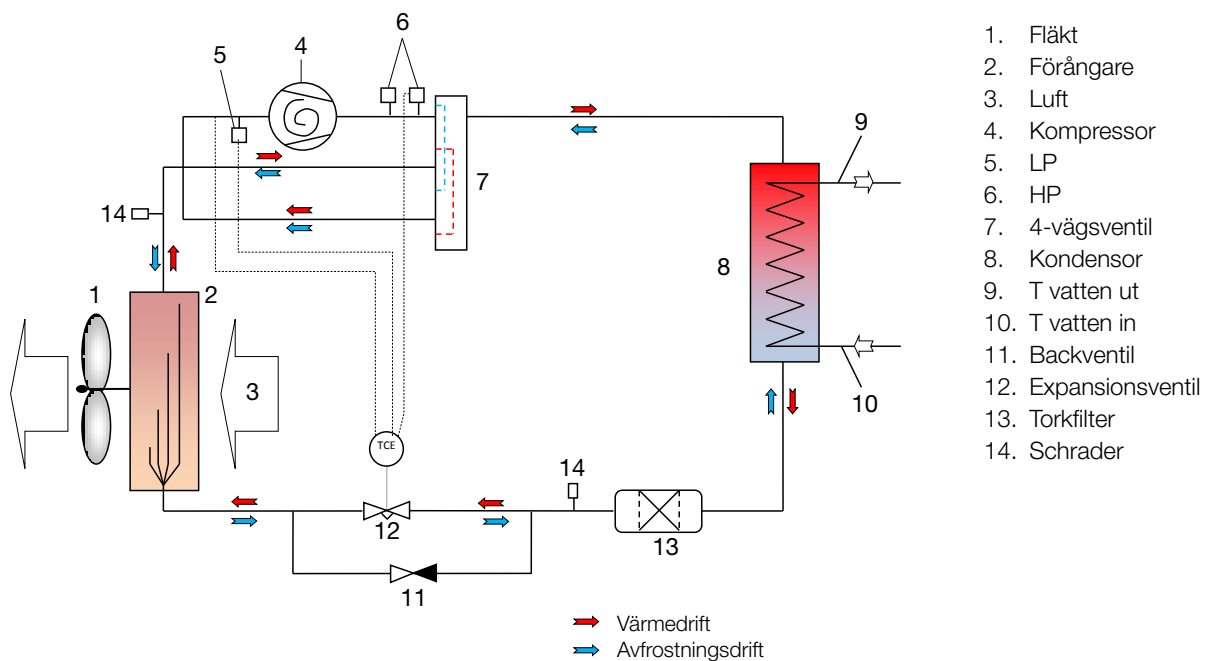 6
5
4
14
7
1
2
3
TCE
12
11
14
13
8
9
10
Värmedrift
Avfrostningsdrift
1. Fläkt
2. Förångare
3. Luft
4. Kompressor
5. LP
6. HP
7. 4-vägsventil
8. Kondensor
9. T vatten ut
10. T vatten in
11. Backventil
12. Expansionsventil
13. Torkfilter
14. Schrader